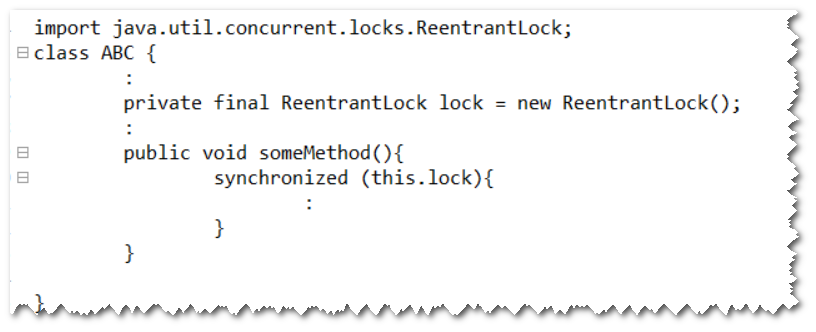 import java.util.concurrent.locks.ReentrantLock;
class ABC {
:
private final ReentrantLock lock = new ReentrantLock();
:
public void someMethod(){
synchronized (this.lock){
:
}
}
}